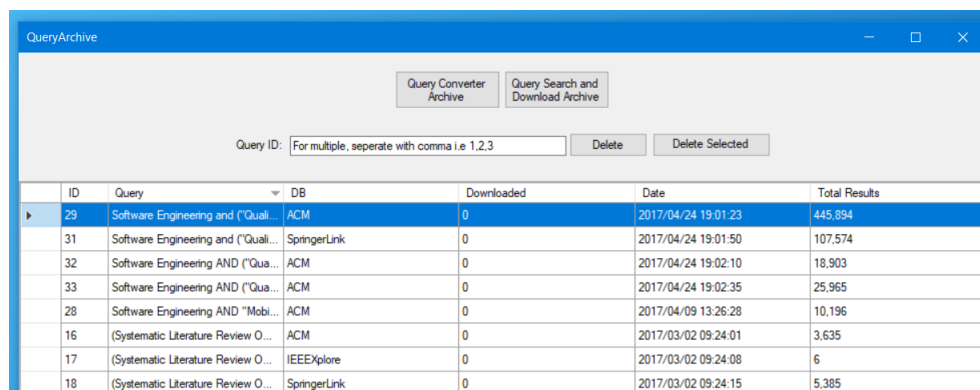 QueryArchive
Query Converter Archive
Query Search and Download Archive
Query ID: For multiple, seperate with comma i.e 1,2,3 Delete Delete Selected
ID Query DB Downloaded Date Total Results
29 Software Engineering and ("Quali... ACM 0 2017/04/24 19:01:23 445,894
31 Software Engineering and ("Quali... SpringerLink 0 2017/04/24 19:01:50 107,574
32 Software Engineering AND ("Qua... ACM 0 2017/04/24 19:02:10 18,903
33 Software Engineering AND ("Qua... ACM 0 2017/04/24 19:02:35 25,965
28 Software Engineering AND "Mobi... ACM 0 2017/04/09 13:26:28 10,196
16 (Systematic Literature Review O... ACM 0 2017/03/02 09:24:01 3,635
17 (Systematic Literature Review O... IEEEXplore 0 2017/03/02 09:24:08 6
18 (Systematic Literature Review O... SpringerLink 0 2017/03/02 09:24:15 5,385